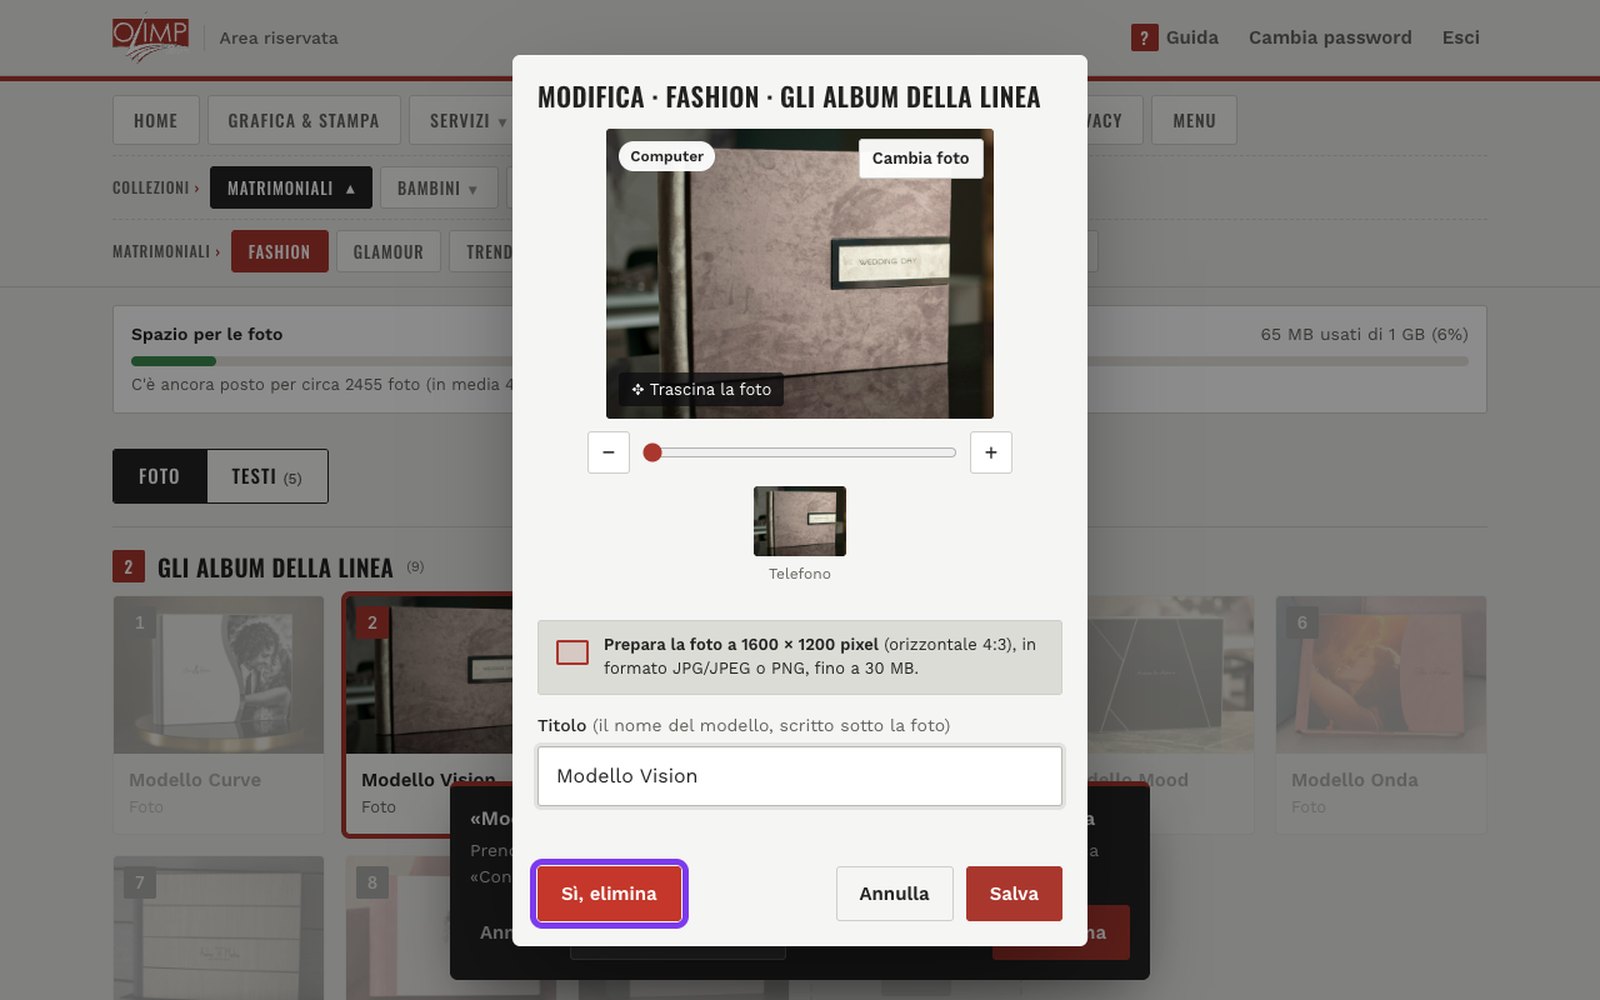 OLIMP
Area riservata
? Guida
Cambia password
Esci
HOME
GRAFICA & STAMPA
SERVIZI ▾
MENU
COLLEZIONI ›
MATRIMONIALI ▲
BAMBINI ▾
MATRIMONIALI ›
FASHION
GLAMOUR
Spazio per le foto
65 MB usati di 1 GB (6%)
C'è ancora posto per circa 2455 foto (in media 4
FOTO
TESTI (5)
2 GLI ALBUM DELLA LINEA (9)
1
Modello Curve
Foto
2
Modello Vision
Foto
6
Modello Onda
Foto
7
8
MODIFICA · FASHION · GLI ALBUM DELLA LINEA
Computer
Cambia foto
WEDDING DAY
✣ Trascina la foto
−
+
Telefono
Prepara la foto a 1600 × 1200 pixel (orizzontale 4:3), in
formato JPG/JPEG o PNG, fino a 30 MB.
Titolo (il nome del modello, scritto sotto la foto)
Modello Vision
Sì, elimina
Annulla
Salva